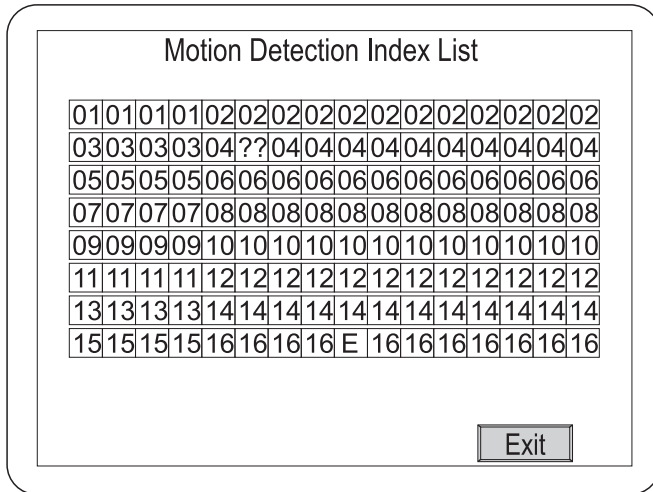 Motion Detection Index List
01 01 01 01 02 02 02 02 02 02 02 02 02 02 02 02
03 03 03 03 04 ?? 04 04 04 04 04 04 04 04 04 04
05 05 05 05 06 06 06 06 06 06 06 06 06 06 06 06
07 07 07 07 08 08 08 08 08 08 08 08 08 08 08 08
09 09 09 09 10 10 10 10 10 10 10 10 10 10 10 10
11 11 11 11 12 12 12 12 12 12 12 12 12 12 12 12
13 13 13 13 14 14 14 14 14 14 14 14 14 14 14 14
15 15 15 15 16 16 16 16 E 16 16 16 16 16 16 16
Exit